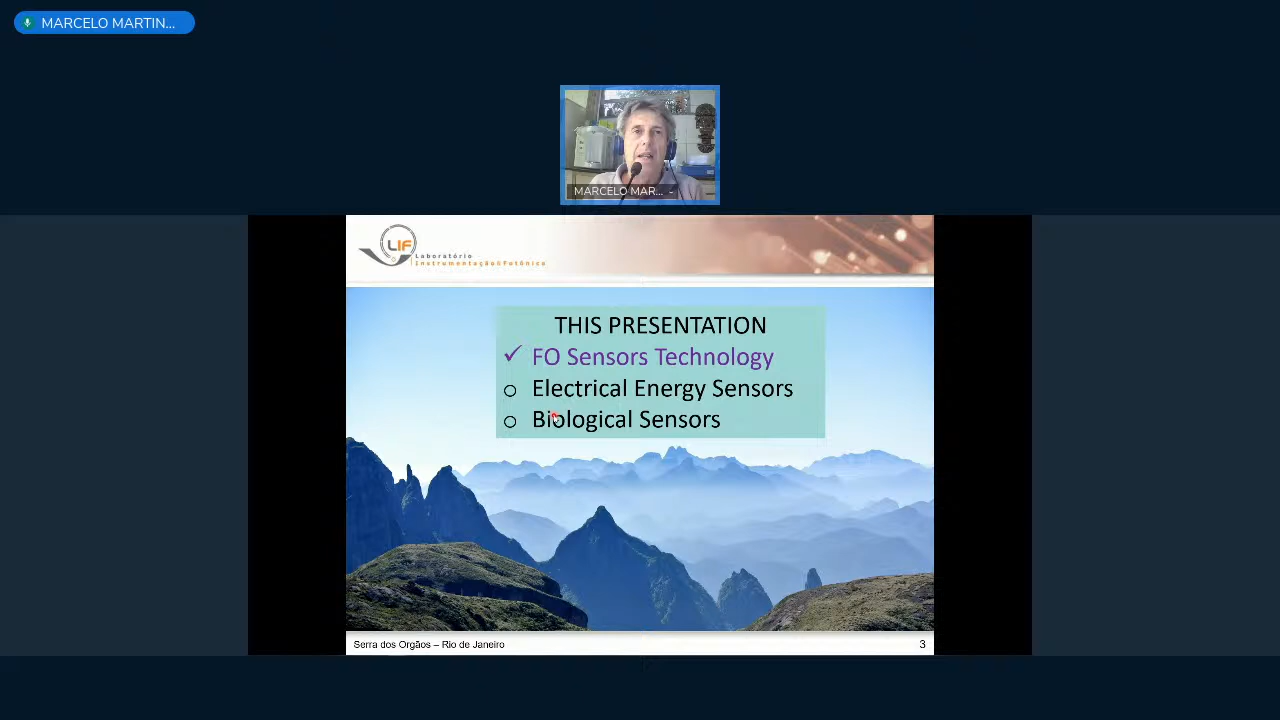 MARCELO MARTIN...
MARCELO MAR...
LIF
Laboratório
Instrumentação e Fotônica
THIS PRESENTATION
✓ FO Sensors Technology
o Electrical Energy Sensors
o Biological Sensors
Serra dos Orgãos – Rio de Janeiro
3